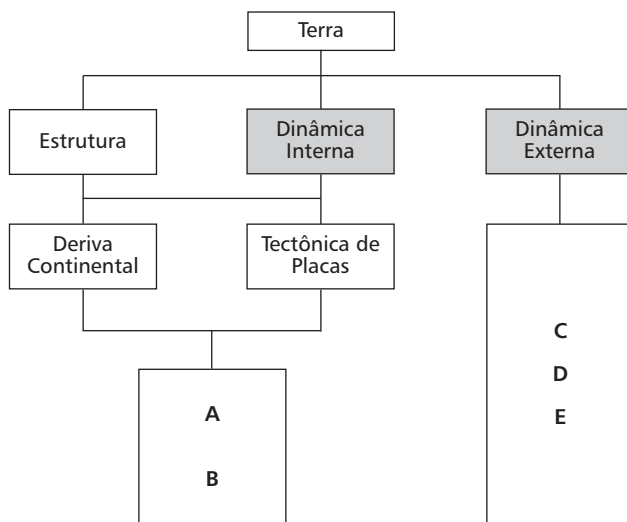 Terra
Estrutura
Dinâmica
Interna
Dinâmica
Externa
Deriva
Continental
Tectônica de
Placas
A
B
C
D
E